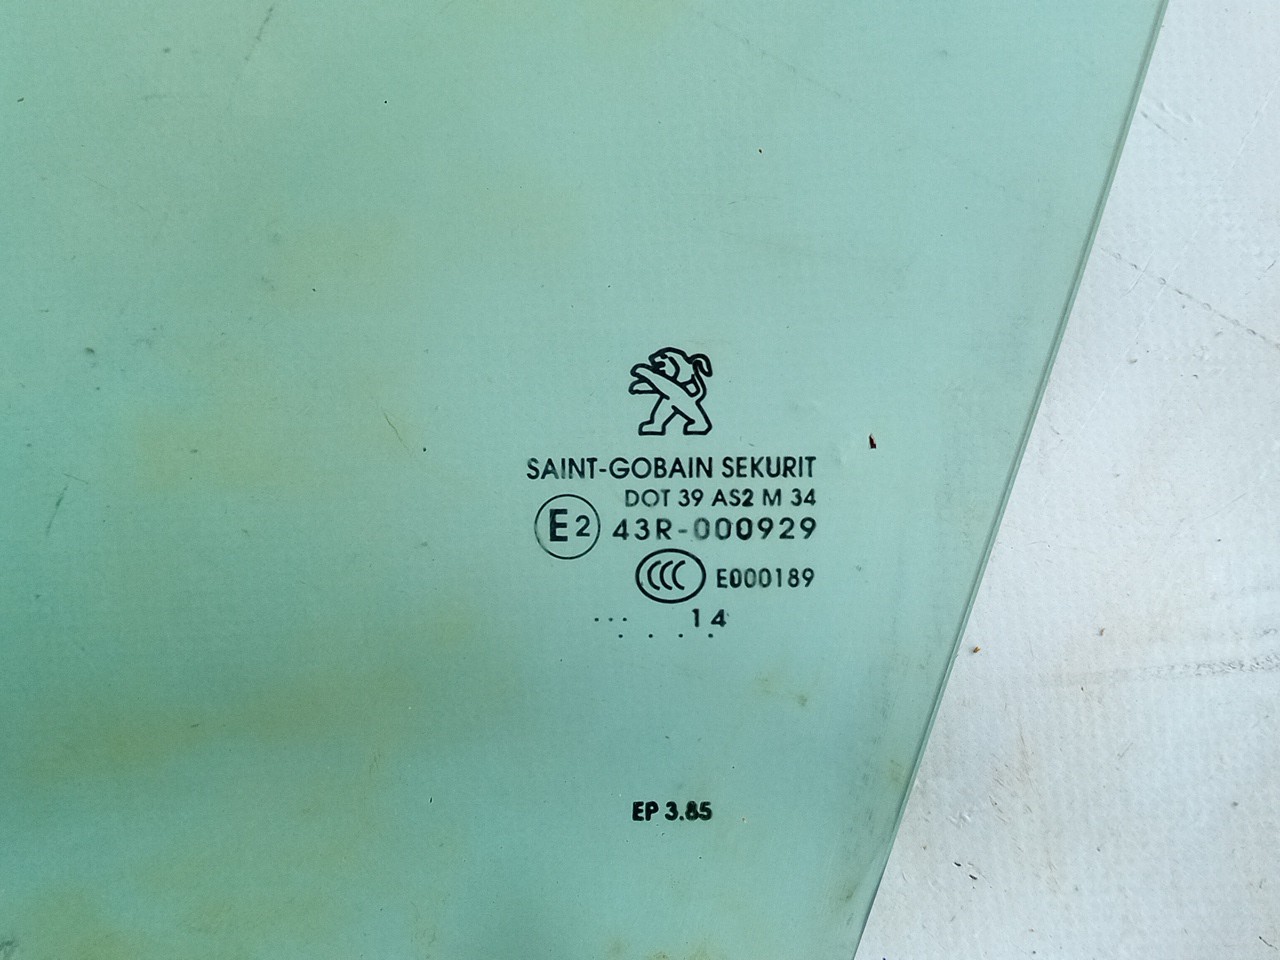 SAINT-GOBAIN SEKURIT
DOT 39 AS2 M 34
E2 43R-000929
CCC E000189
... 14
. . . .
EP 3.85